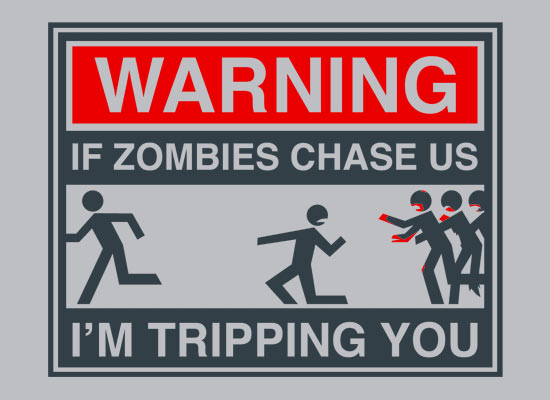 WARNING
IF ZOMBIES CHASE US
I'M TRIPPING YOU